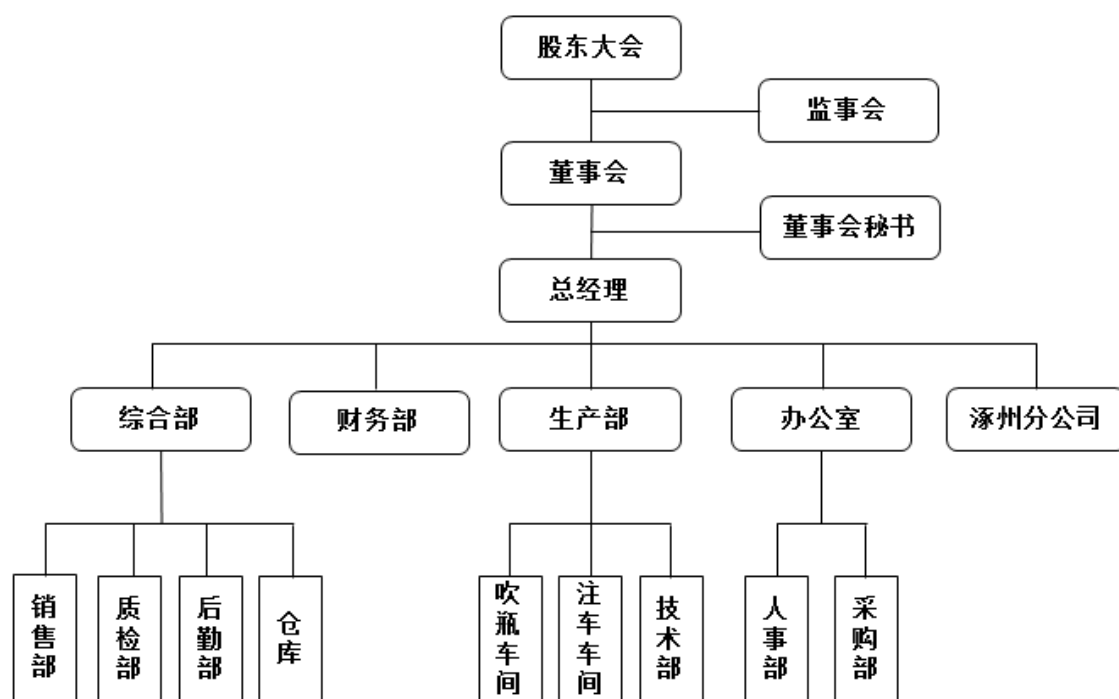 股东大会
监事会
董事会
董事会秘书
总经理
综合部
财务部
生产部
办公室
涿州分公司
销售部
质检部
后勤部
仓库
吹瓶车间
注车车间
技术部
人事部
采购部